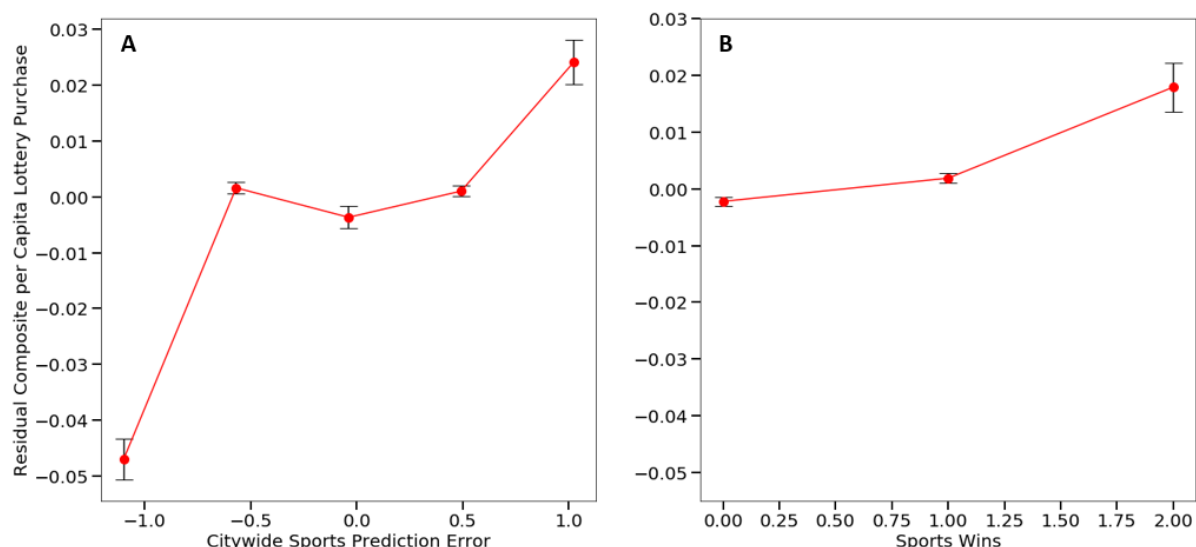 A
B
Residual Composite per Capita Lottery Purchase
0.03
0.02
0.01
0.00
−0.01
−0.02
−0.03
−0.04
−0.05
−1.0 −0.5 0.0 0.5 1.0
Citywide Sports Prediction Error
0.03
0.02
0.01
0.00
−0.01
−0.02
−0.03
−0.04
−0.05
0.00 0.25 0.50 0.75 1.00 1.25 1.50 1.75 2.00
Sports Wins